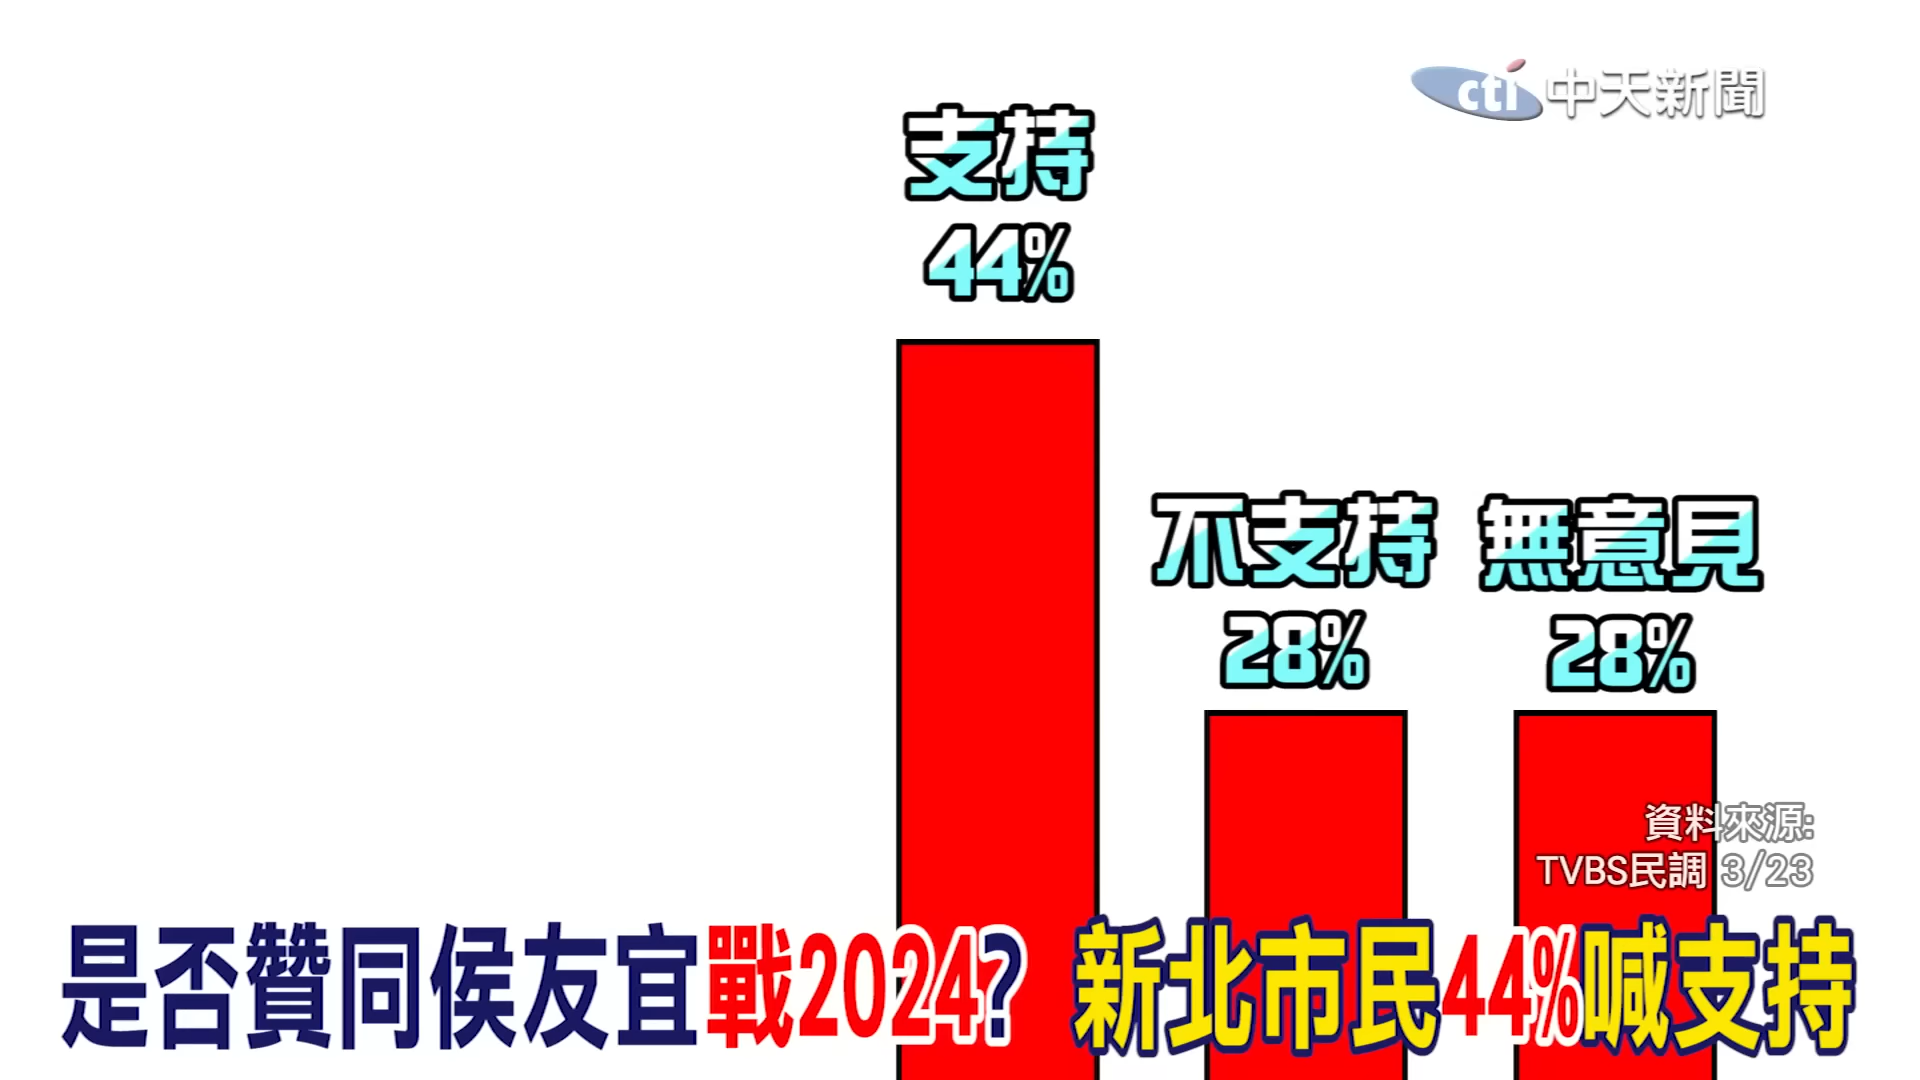 cti 中天新聞
支持
44%
不支持 無意見
28% 28%
資料來源:
TVBS民調 3/23
是否贊同侯友宜戰2024? 新北市民44%喊支持